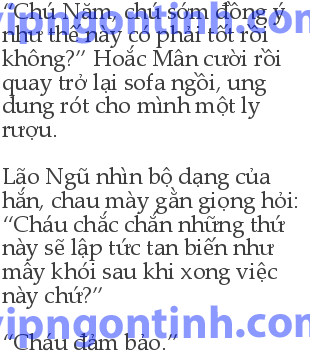 “Chú Năm, chú sớm đồng ý
như thế này có phải tốt rồi
không?” Hoắc Mân cười rồi
quay trở lại sofa ngồi, ung
dung rót cho mình một ly
rượu.
Lão Ngũ nhìn bộ dạng của
hắn, chau mày gằn giọng hỏi:
“Cháu chắc chắn những thứ
này sẽ lập tức tan biến như
mây khói sau khi xong việc
này chứ?”
“Cháu đảm bảo.”
vipngontinh.com
vipngontinh.com